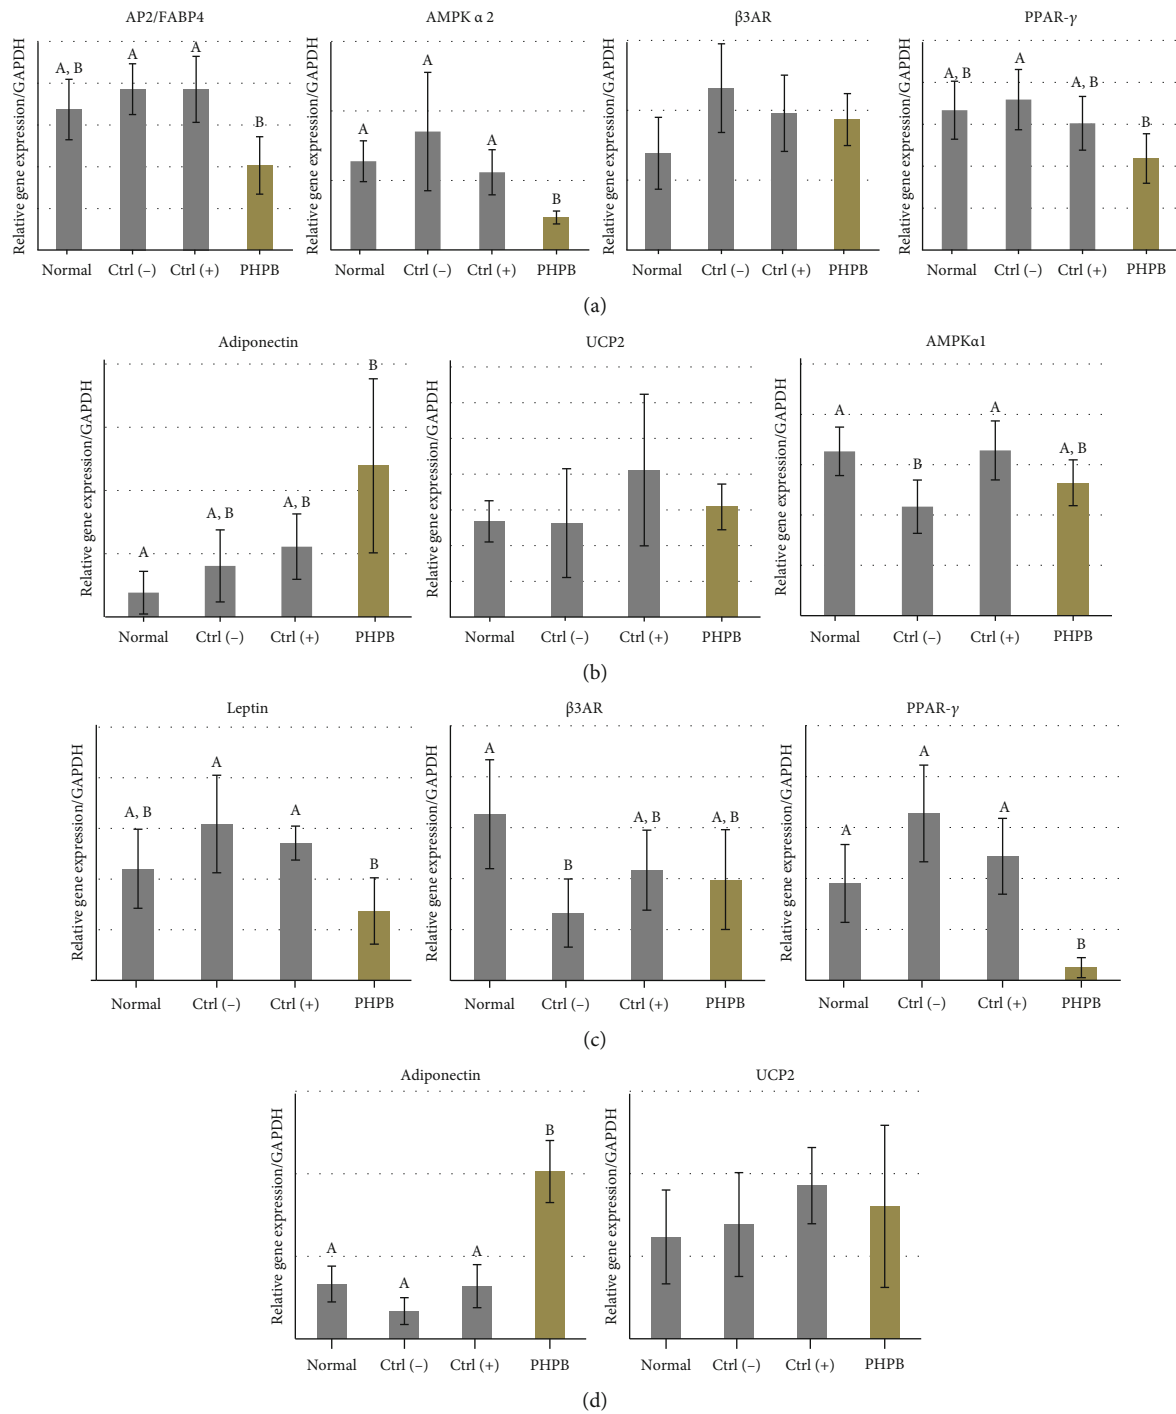 AP2/FABP4
AMPK α 2
β3AR
PPAR-γ
Relative gene expression/GAPDH
A, B
A
A
B
Normal
Ctrl (–)
Ctrl (+)
PHPB
Relative gene expression/GAPDH
A
A
A
B
Normal
Ctrl (–)
Ctrl (+)
PHPB
Relative gene expression/GAPDH
Normal
Ctrl (–)
Ctrl (+)
PHPB
Relative gene expression/GAPDH
A, B
A
A, B
B
Normal
Ctrl (–)
Ctrl (+)
PHPB
(a)
Adiponectin
UCP2
AMPKα1
Relative gene expression/GAPDH
A
A, B
A, B
B
Normal
Ctrl (–)
Ctrl (+)
PHPB
Relative gene expression/GAPDH
Normal
Ctrl (–)
Ctrl (+)
PHPB
Relative gene expression/GAPDH
A
B
A
A, B
Normal
Ctrl (–)
Ctrl (+)
PHPB
(b)
Leptin
β3AR
PPAR-γ
Relative gene expression/GAPDH
A, B
A
A
B
Normal
Ctrl (–)
Ctrl (+)
PHPB
Relative gene expression/GAPDH
A
B
A, B
A, B
Normal
Ctrl (–)
Ctrl (+)
PHPB
Relative gene expression/GAPDH
A
A
A
B
Normal
Ctrl (–)
Ctrl (+)
PHPB
(c)
Adiponectin
UCP2
Relative gene expression/GAPDH
A
A
A
B
Normal
Ctrl (–)
Ctrl (+)
PHPB
Relative gene expression/GAPDH
Normal
Ctrl (–)
Ctrl (+)
PHPB
(d)